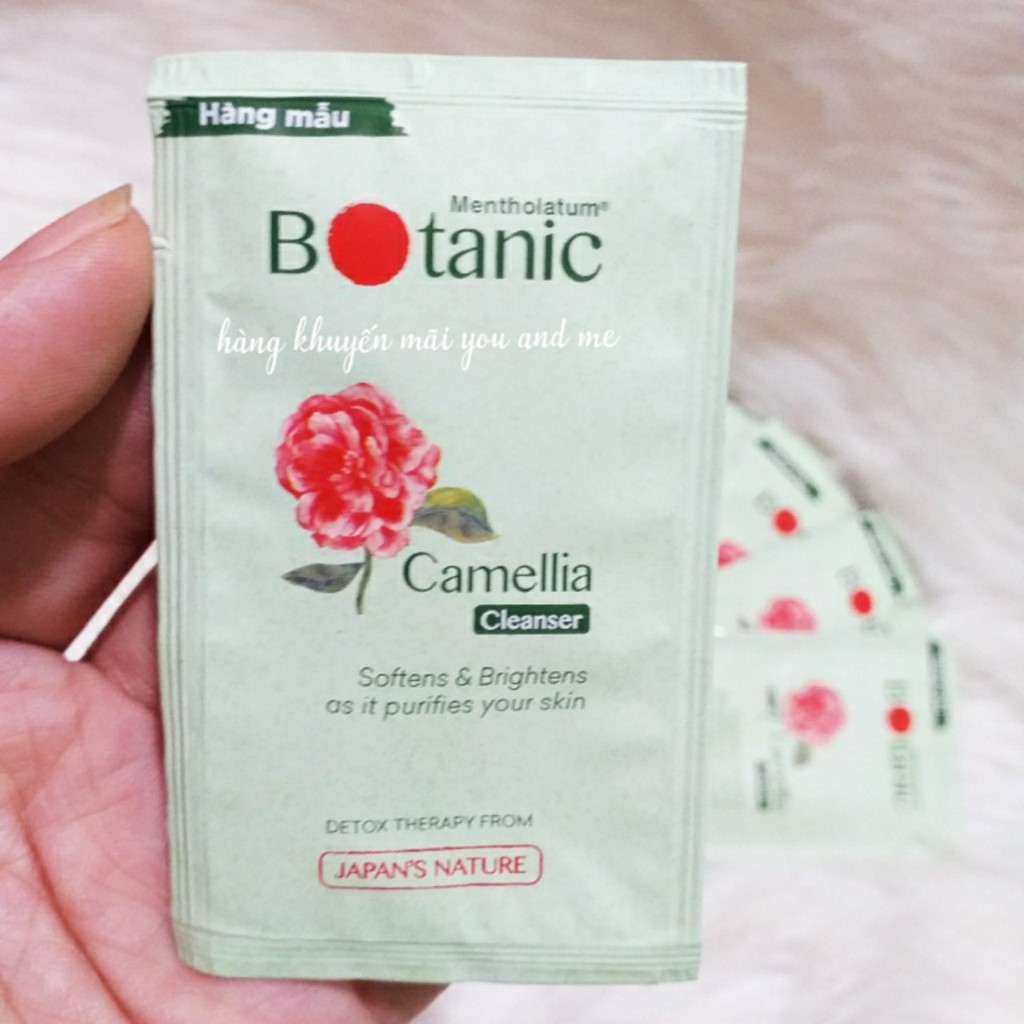 Hàng mẫu
Mentholatum®
Botanic
hàng khuyến mãi you and me
Camellia
Cleanser
Softens & Brightens
as it purifies your skin
DETOX THERAPY FROM
JAPAN'S NATURE